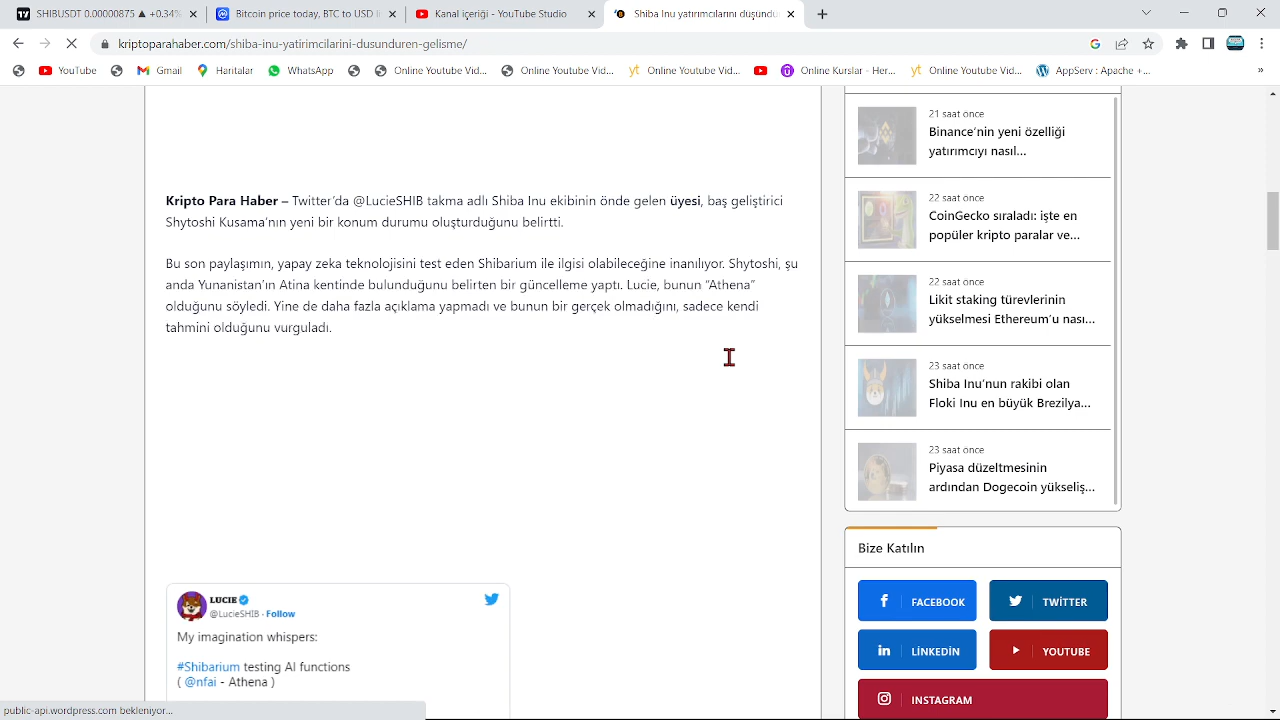 SHIBUSDT 0.00000875 ▲ +0.34%
Bitcoin price today, BTC to USD li
Kanal içeriği - YouTube Studio
Shiba Inu yatırımcılarını düşündü
kriptoparahaber.com/shiba-inu-yatirimcilarini-dusunduren-gelisme/
YouTube
Gmail
Haritalar
WhatsApp
Online Youtube Vid...
Online Youtube Vid...
Online Youtube Vid...
Online Kurslar - Her...
Online Youtube Vid...
AppServ : Apache +...
»
Kripto Para Haber – Twitter’da @LucieSHIB takma adlı Shiba Inu ekibinin önde gelen üyesi, baş geliştirici
Shytoshi Kusama’nın yeni bir konum durumu oluşturduğunu belirtti.
Bu son paylaşımın, yapay zeka teknolojisini test eden Shibarium ile ilgisi olabileceğine inanılıyor. Shytoshi, şu
anda Yunanistan’ın Atina kentinde bulunduğunu belirten bir güncelleme yaptı. Lucie, bunun “Athena”
olduğunu söyledi. Yine de daha fazla açıklama yapmadı ve bunun bir gerçek olmadığını, sadece kendi
tahmini olduğunu vurguladı.
LUCIE
@LucieSHIB · Follow
My imagination whispers:
#Shibarium testing AI functions
( @nfai - Athena )
21 saat önce
Binance’nin yeni özelliği
yatırımcıyı nasıl...
22 saat önce
CoinGecko sıraladı: işte en
popüler kripto paralar ve...
22 saat önce
Likit staking türevlerinin
yükselmesi Ethereum’u nası...
23 saat önce
Shiba Inu’nun rakibi olan
Floki Inu en büyük Brezilya...
23 saat önce
Piyasa düzeltmesinin
ardından Dogecoin yükseliş...
Bize Katılın
FACEBOOK
TWİTTER
LİNKEDİN
YOUTUBE
INSTAGRAM
public-api.wordpress.com bekleniyor